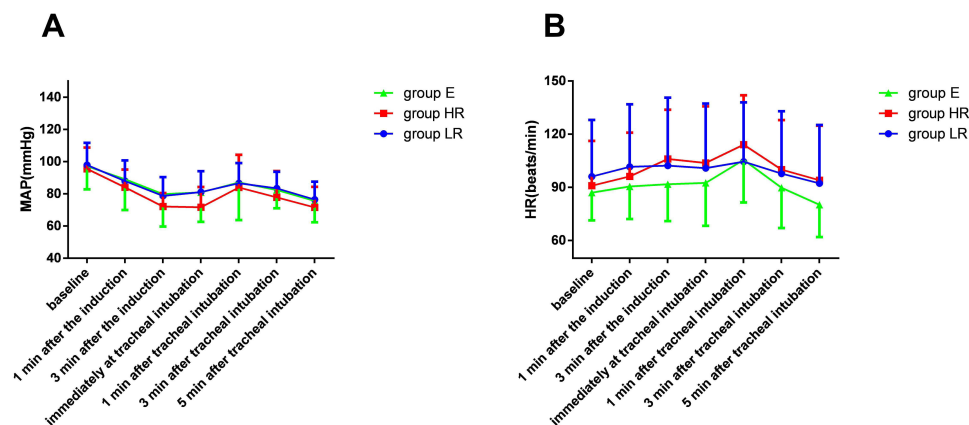 A
MAP(mmHg)
140
120
100
80
60
40
baseline
1 min after the induction
3 min after the induction
immediately at tracheal intubation
1 min after tracheal intubation
3 min after tracheal intubation
5 min after tracheal intubation
group E
group HR
group LR
B
HR(beats/min)
150
120
90
60
baseline
1 min after the induction
3 min after the induction
immediately at tracheal intubation
1 min after tracheal intubation
3 min after tracheal intubation
5 min after tracheal intubation
group E
group HR
group LR